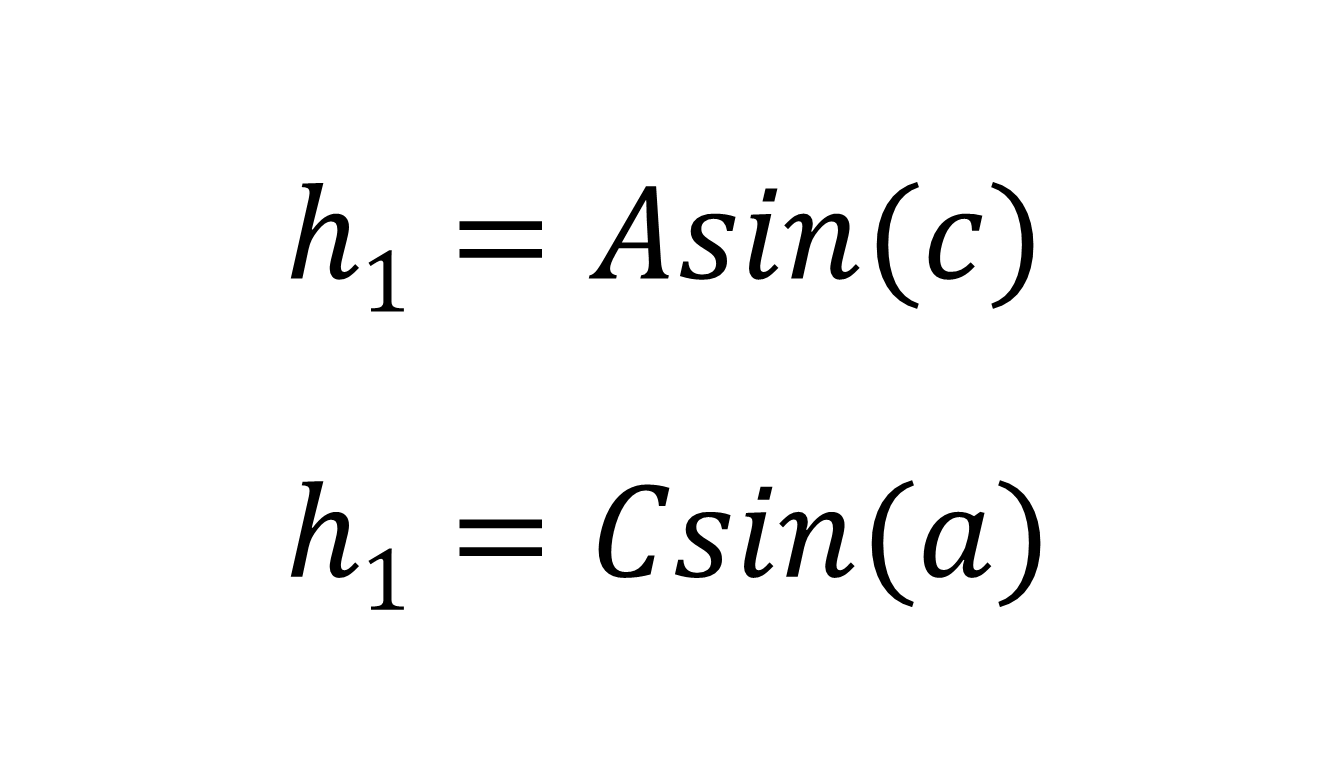 h₁ = Asin(c)
h₁ = Csin(a)